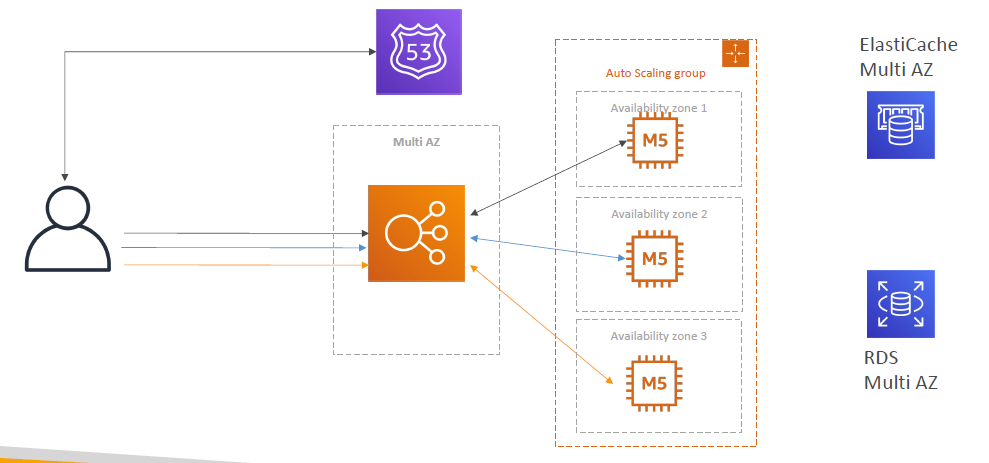 53
Multi AZ
Auto Scaling group
Availability zone 1
M5
Availability zone 2
M5
Availability zone 3
M5
ElastiCache
Multi AZ
RDS
Multi AZ